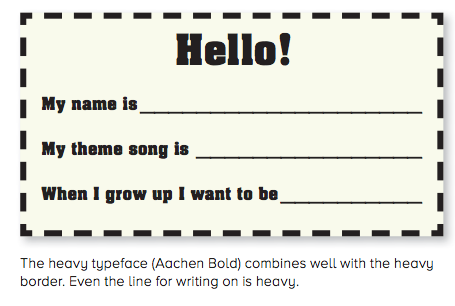 Hello!
My name is
My theme song is
When I grow up I want to be
The heavy typeface (Aachen Bold) combines well with the heavy
border. Even the line for writing on is heavy.